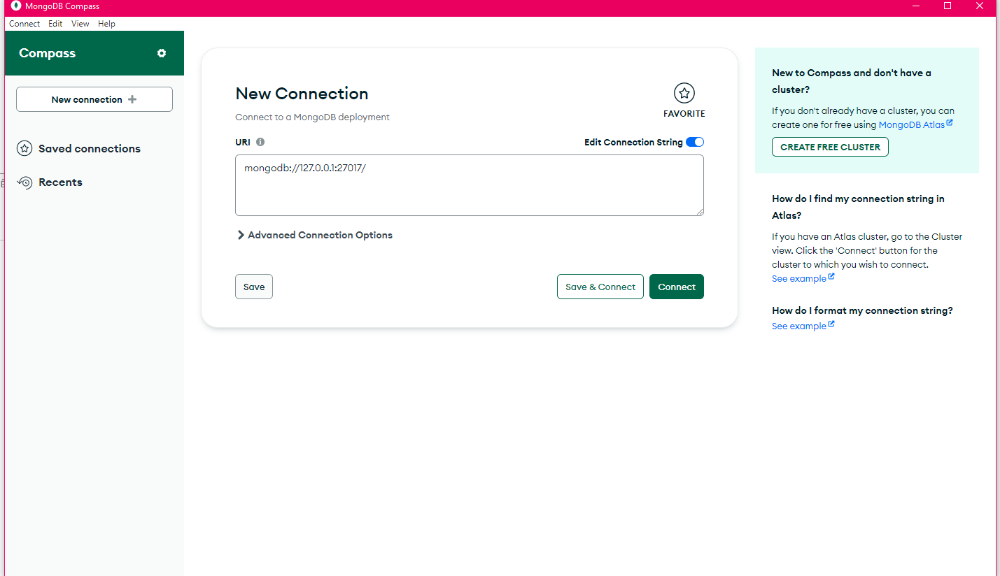 MongoDB Compass
Connect Edit View Help
Compass
New connection
Saved connections
Recents
New Connection
Connect to a MongoDB deployment
FAVORITE
URI
Edit Connection String
mongodb://127.0.0.1:27017/
Advanced Connection Options
Save
Save & Connect
Connect
New to Compass and don't have a
cluster?
If you don't already have a cluster, you can
create one for free using MongoDB Atlas
CREATE FREE CLUSTER
How do I find my connection string in
Atlas?
If you have an Atlas cluster, go to the Cluster
view. Click the 'Connect' button for the
cluster to which you wish to connect.
See example
How do I format my connection string?
See example